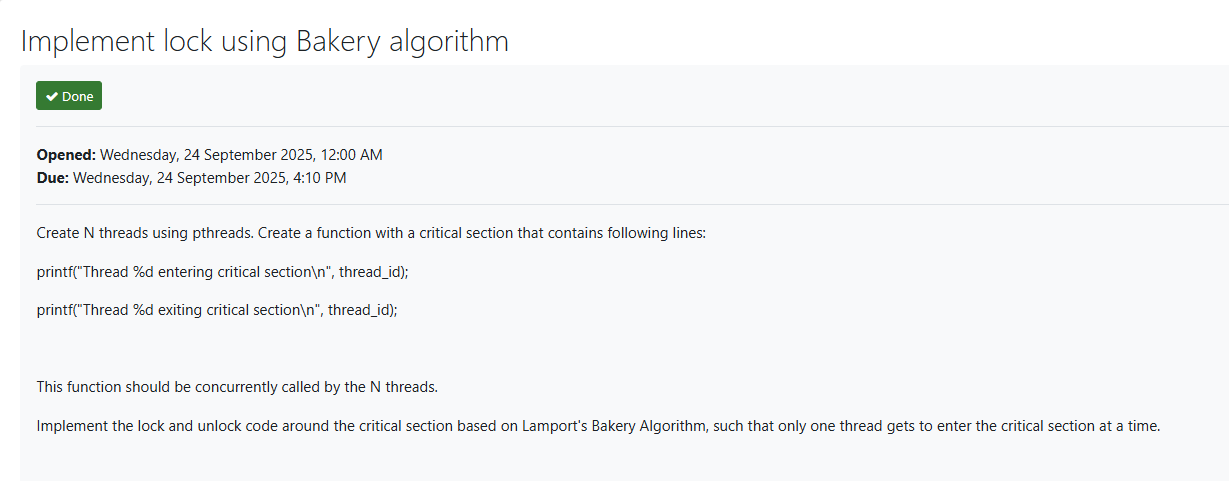 Implement lock using Bakery algorithm
Done
Opened: Wednesday, 24 September 2025, 12:00 AM
Due: Wednesday, 24 September 2025, 4:10 PM
Create N threads using pthreads. Create a function with a critical section that contains following lines:
printf("Thread %d entering critical section\n", thread_id);
printf("Thread %d exiting critical section\n", thread_id);
This function should be concurrently called by the N threads.
Implement the lock and unlock code around the critical section based on Lamport's Bakery Algorithm, such that only one thread gets to enter the critical section at a time.